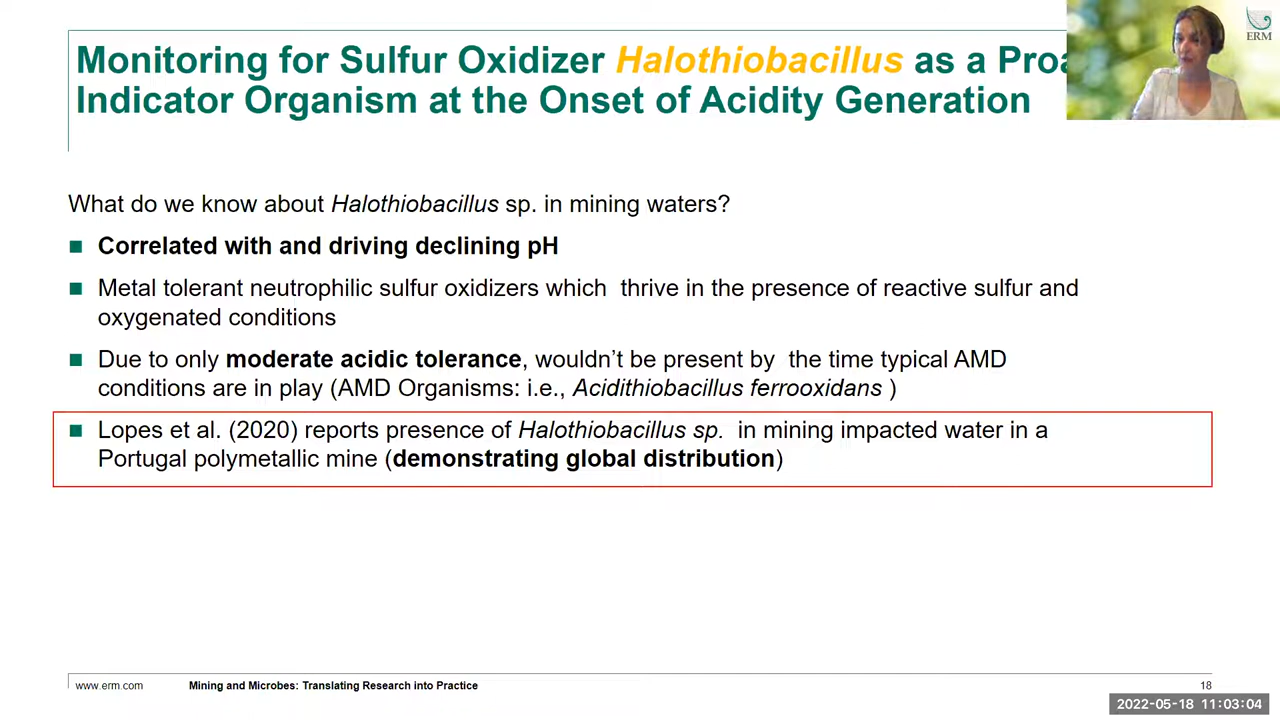 Monitoring for Sulfur Oxidizer Halothiobacillus as a
Indicator Organism at the Onset of Acidity Generation
ERM
What do we know about Halothiobacillus sp. in mining waters?
■ Correlated with and driving declining pH
■ Metal tolerant neutrophilic sulfur oxidizers which thrive in the presence of reactive sulfur and
oxygenated conditions
■ Due to only moderate acidic tolerance, wouldn't be present by the time typical AMD
conditions are in play (AMD Organisms: i.e., Acidithiobacillus ferrooxidans )
■ Lopes et al. (2020) reports presence of Halothiobacillus sp. in mining impacted water in a
Portugal polymetallic mine (demonstrating global distribution)
www.erm.com Mining and Microbes: Translating Research into Practice 18
2022-05-18 11:03:04